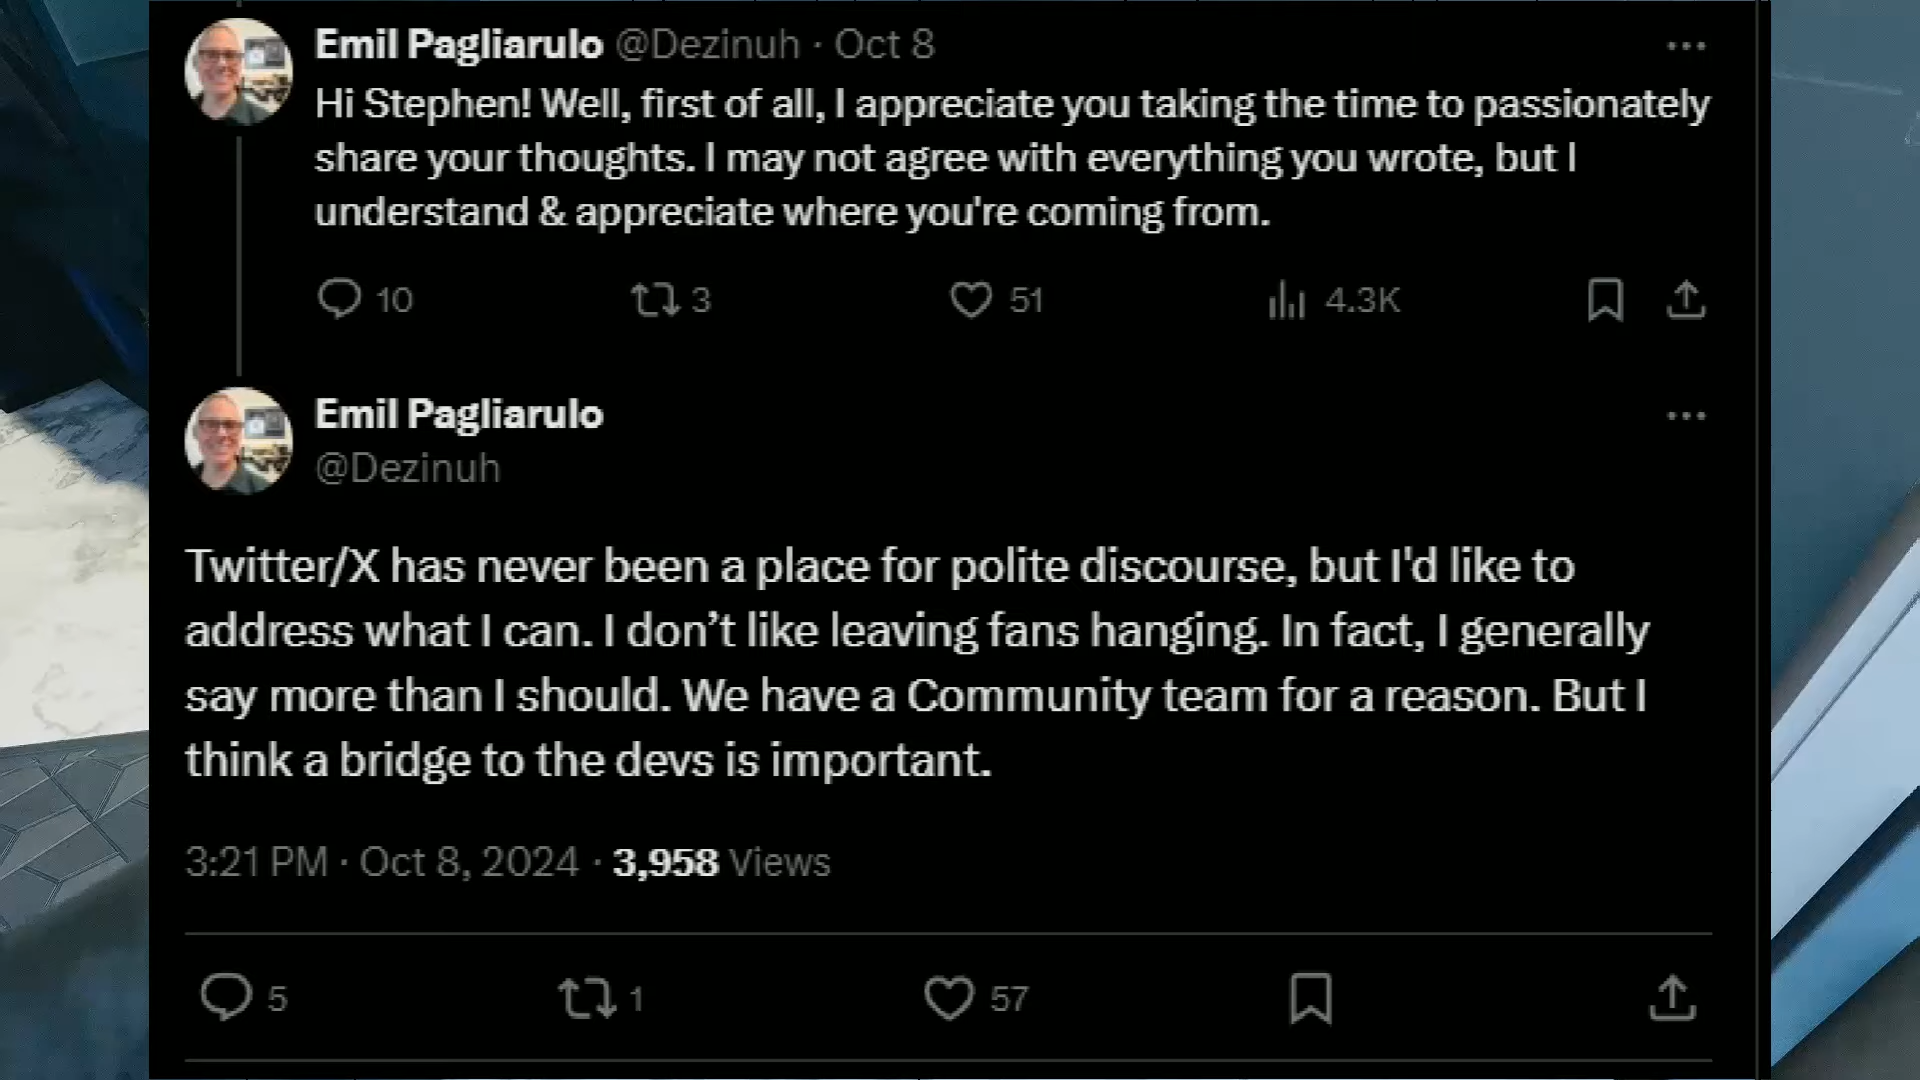 Emil Pagliarulo @Dezinuh · Oct 8
Hi Stephen! Well, first of all, I appreciate you taking the time to passionately
share your thoughts. I may not agree with everything you wrote, but I
understand & appreciate where you're coming from.
10 3 51 4.3K
Emil Pagliarulo
@Dezinuh
Twitter/X has never been a place for polite discourse, but I'd like to
address what I can. I don’t like leaving fans hanging. In fact, I generally
say more than I should. We have a Community team for a reason. But I
think a bridge to the devs is important.
3:21 PM · Oct 8, 2024 · 3,958 Views
5 1 57